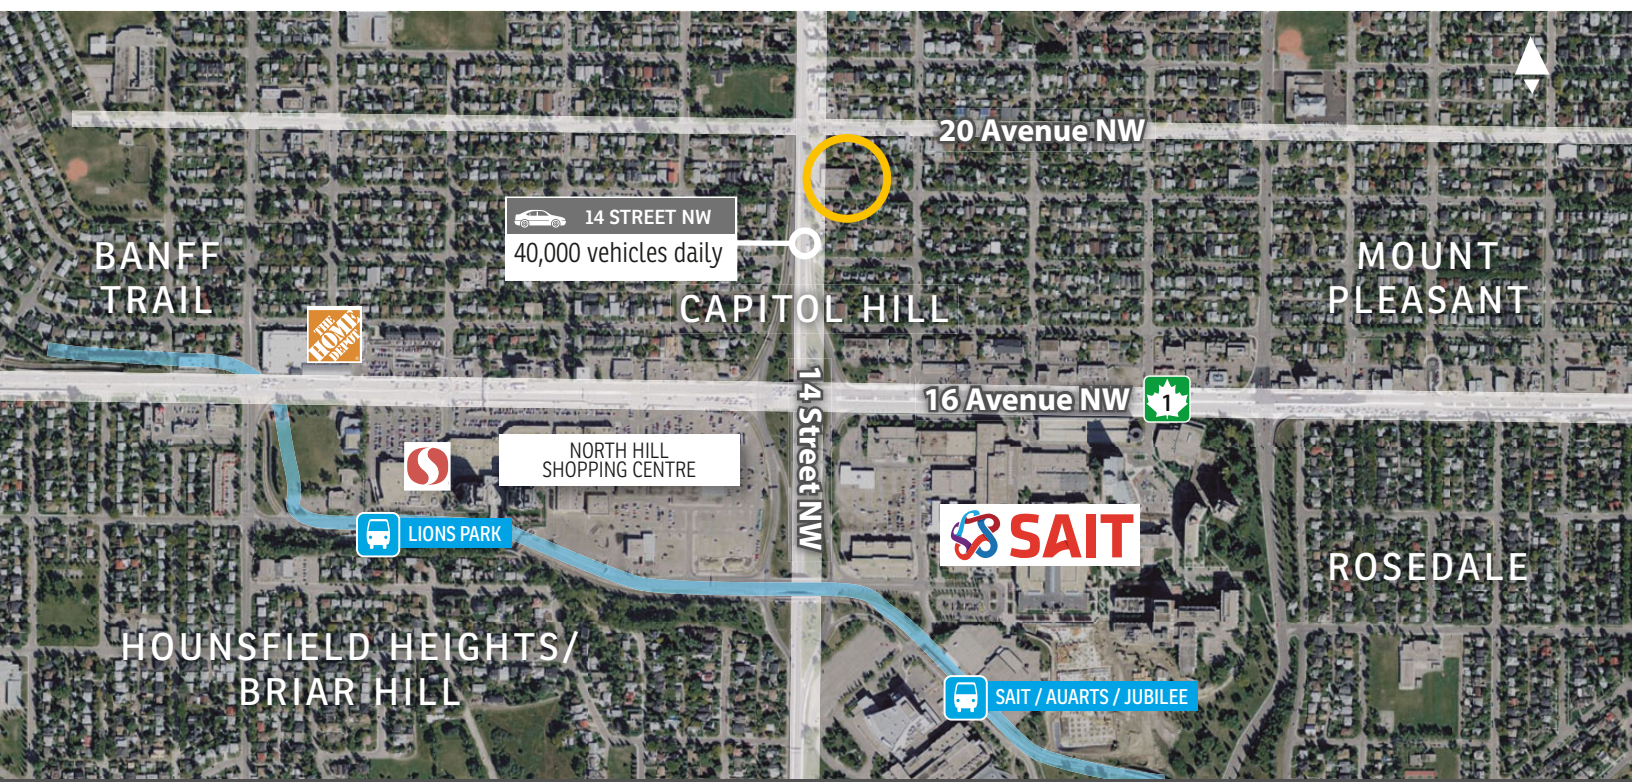 20 Avenue NW
14 STREET NW
40,000 vehicles daily
BANFF
TRAIL
MOUNT
PLEASANT
CAPITOL HILL
THE
HOME
DEPOT
14 Street NW
16 Avenue NW
1
NORTH HILL
SHOPPING CENTRE
LIONS PARK
SAIT
ROSEDALE
HOUNSFIELD HEIGHTS/
BRIAR HILL
SAIT / AUARTS / JUBILEE